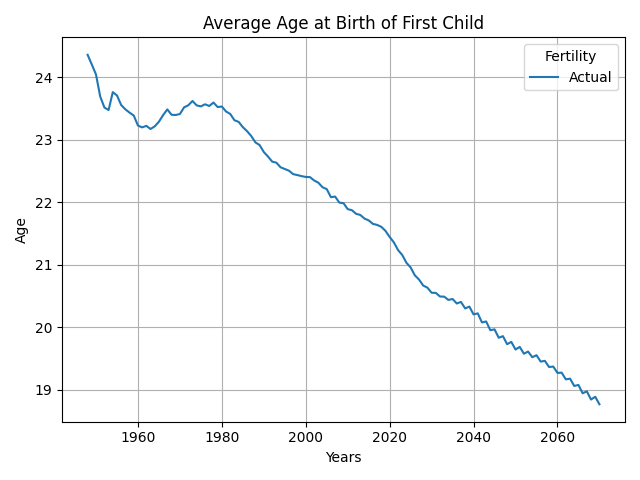 Average Age at Birth of First Child
Fertility
Actual
Age
24
23
22
21
20
19
1960 1980 2000 2020 2040 2060
Years